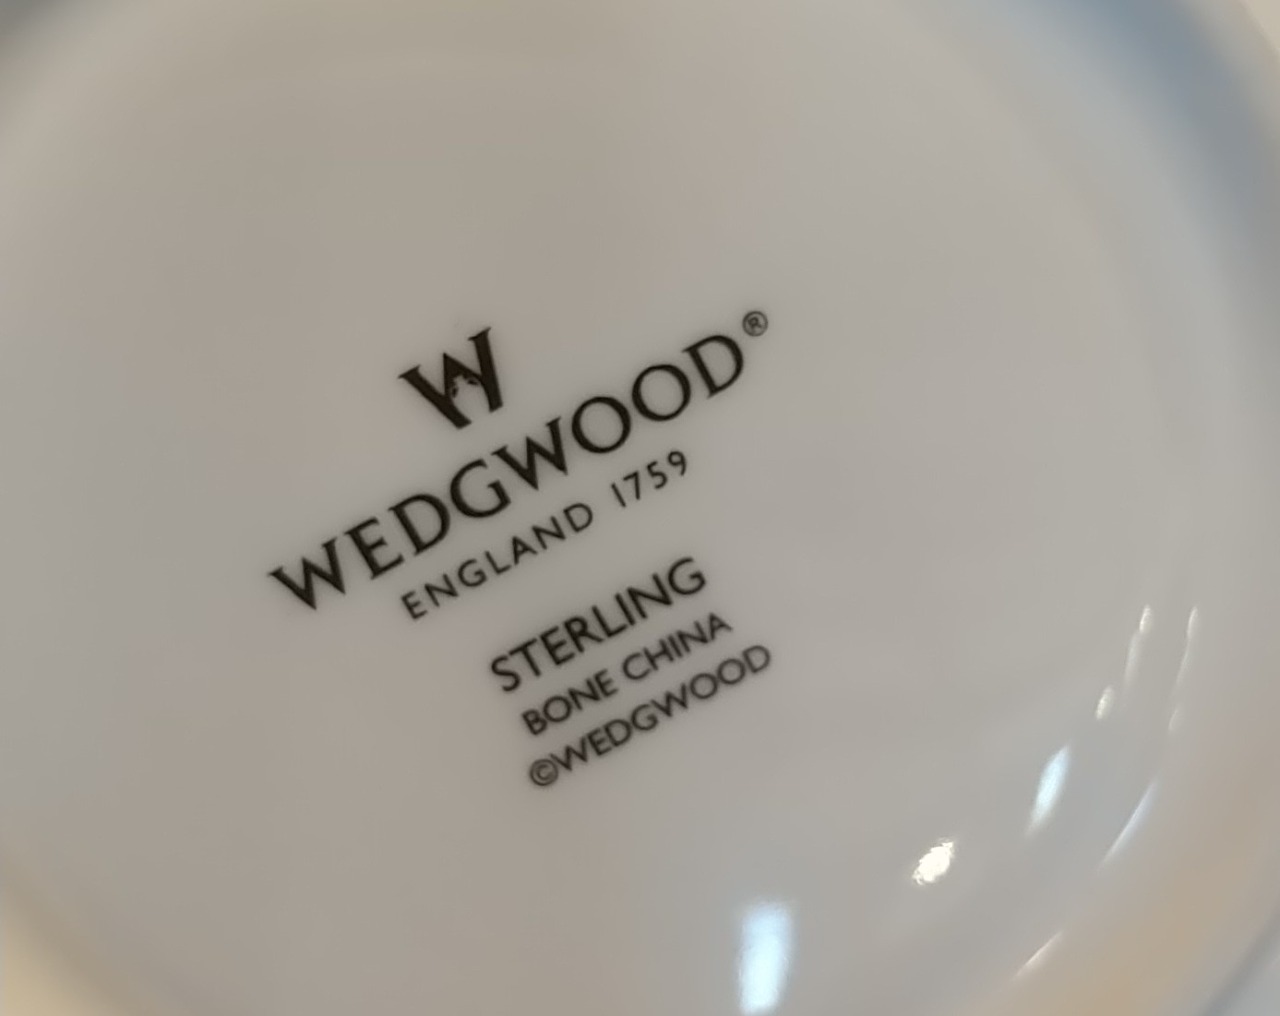 W
WEDGWOOD®
ENGLAND 1759
STERLING
BONE CHINA
©WEDGWOOD